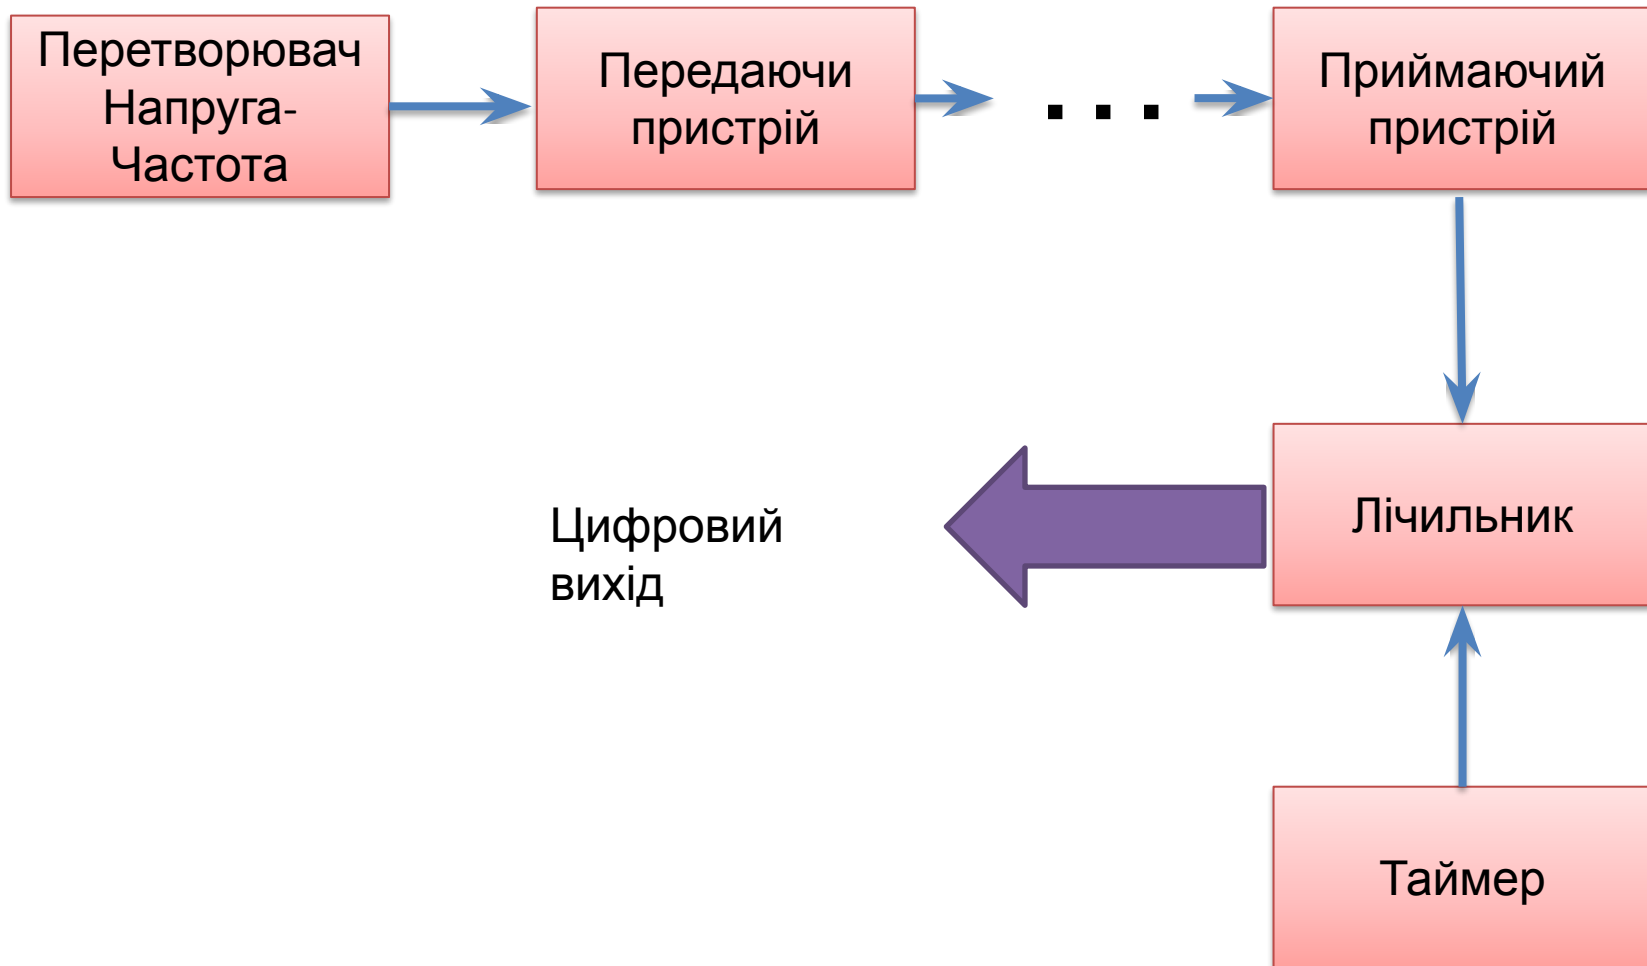 Перетворювач
Напруга-
Частота
Передаючи
пристрій
. . .
Приймаючий
пристрій
Цифровий
вихід
Лічильник
Таймер